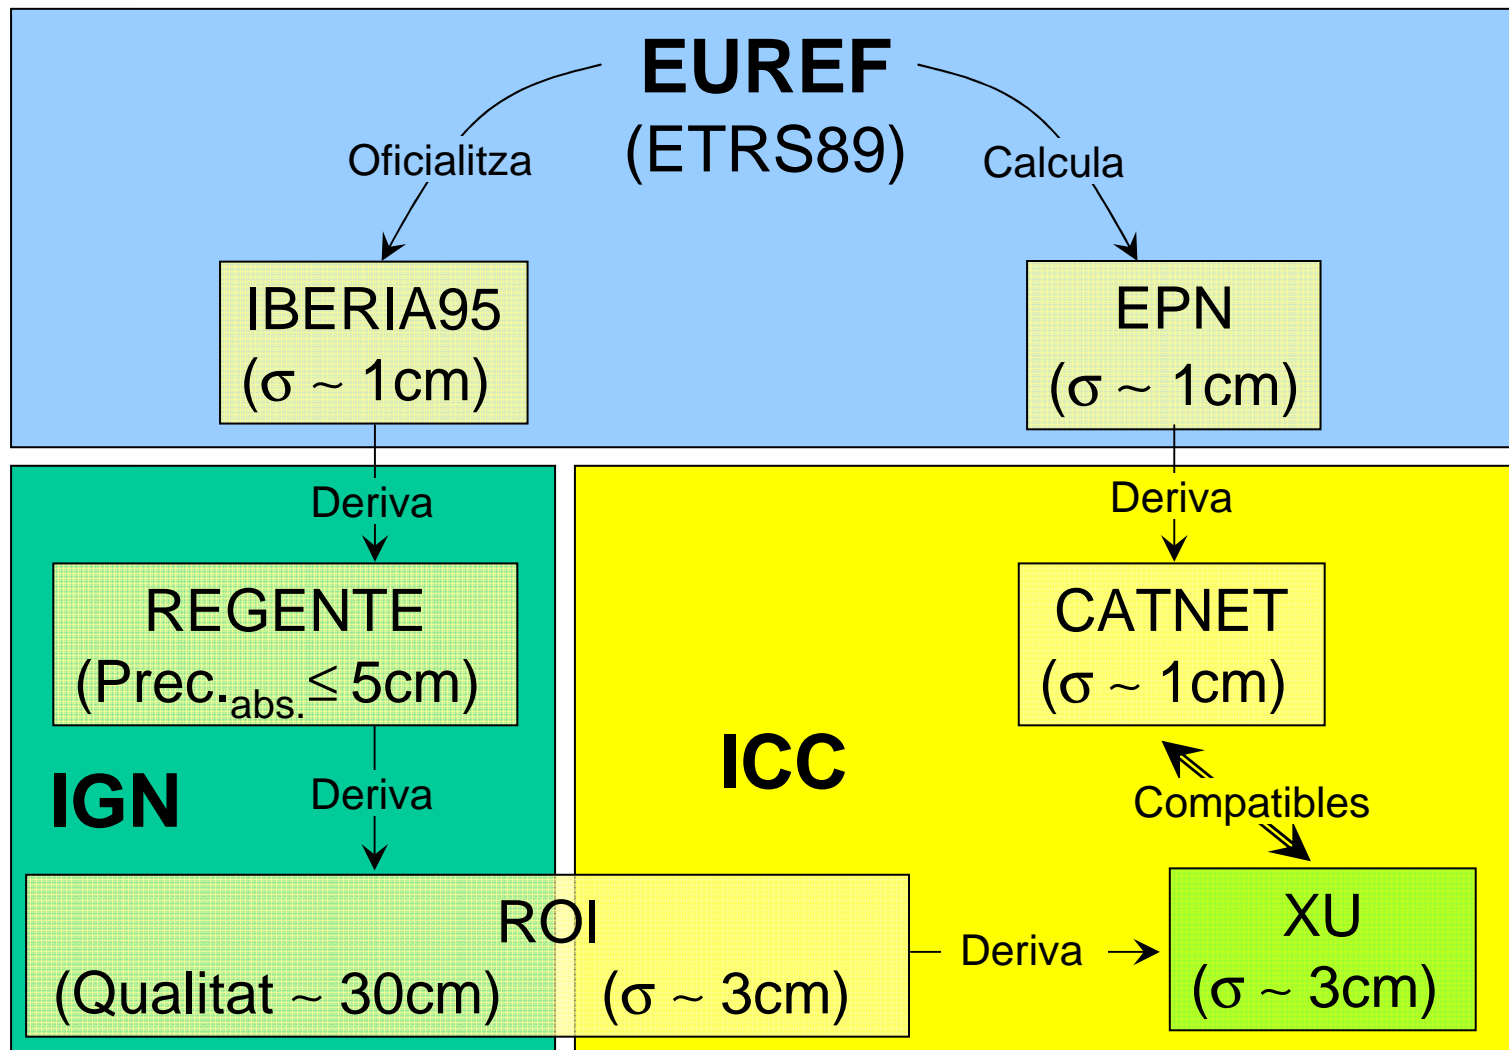 EUREF
(ETRS89)
Oficialitza
Calcula
IBERIA95
(σ ~ 1cm)
EPN
(σ ~ 1cm)
Deriva
Deriva
REGENTE
(Prec.abs. ≤ 5cm)
CATNET
(σ ~ 1cm)
IGN
Deriva
ICC
Compatibles
ROI
(Qualitat ~ 30cm)
(σ ~ 3cm)
Deriva
XU
(σ ~ 3cm)